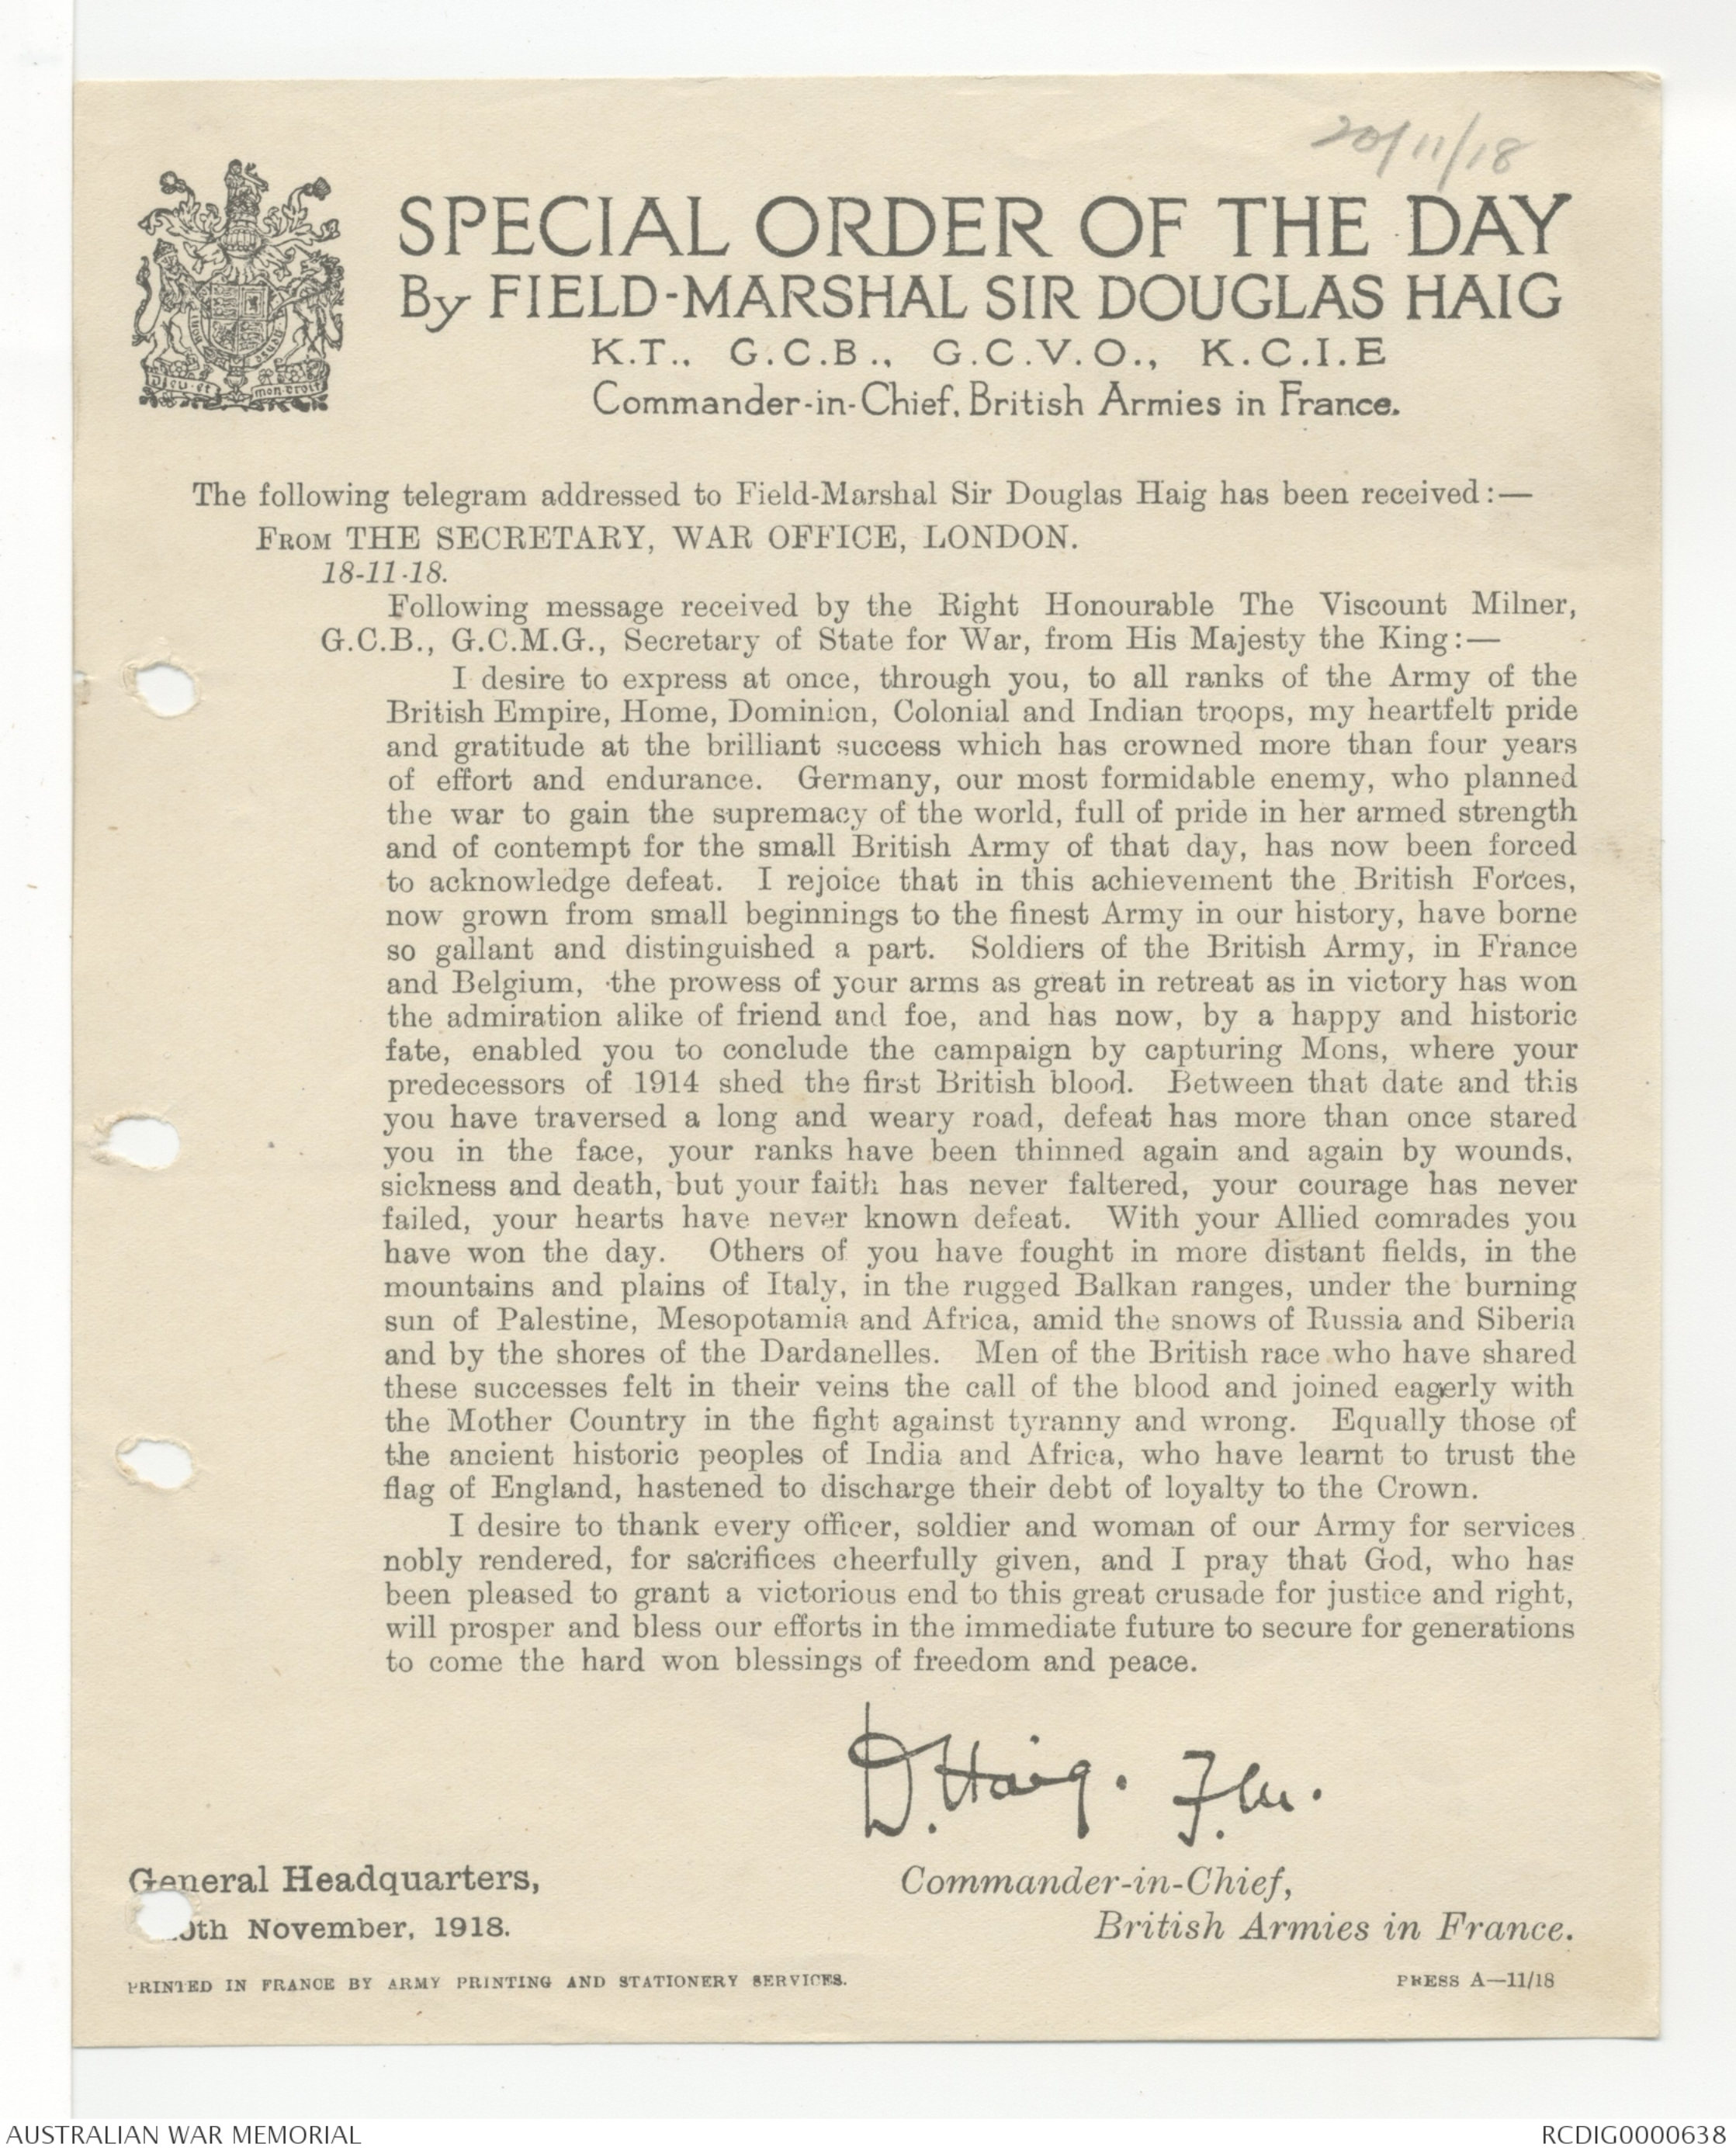 20/11/18
SPECIAL ORDER OF THE DAY
By FIELD-MARSHAL SIR DOUGLAS HAIG
K.T., G.C.B., G.C.V.O., K.C.I.E
Commander-in-Chief, British Armies in France.
Dieu et mon droit
The following telegram addressed to Field-Marshal Sir Douglas Haig has been received:—
FROM THE SECRETARY, WAR OFFICE, LONDON.
18-11-18.
Following message received by the Right Honourable The Viscount Milner,
G.C.B., G.C.M.G., Secretary of State for War, from His Majesty the King:—
I desire to express at once, through you, to all ranks of the Army of the
British Empire, Home, Dominion, Colonial and Indian troops, my heartfelt pride
and gratitude at the brilliant success which has crowned more than four years
of effort and endurance. Germany, our most formidable enemy, who planned
the war to gain the supremacy of the world, full of pride in her armed strength
and of contempt for the small British Army of that day, has now been forced
to acknowledge defeat. I rejoice that in this achievement the British Forces,
now grown from small beginnings to the finest Army in our history, have borne
so gallant and distinguished a part. Soldiers of the British Army, in France
and Belgium, the prowess of your arms as great in retreat as in victory has won
the admiration alike of friend and foe, and has now, by a happy and historic
fate, enabled you to conclude the campaign by capturing Mons, where your
predecessors of 1914 shed the first British blood. Between that date and this
you have traversed a long and weary road, defeat has more than once stared
you in the face, your ranks have been thinned again and again by wounds,
sickness and death, but your faith has never faltered, your courage has never
failed, your hearts have never known defeat. With your Allied comrades you
have won the day. Others of you have fought in more distant fields, in the
mountains and plains of Italy, in the rugged Balkan ranges, under the burning
sun of Palestine, Mesopotamia and Africa, amid the snows of Russia and Siberia
and by the shores of the Dardanelles. Men of the British race who have shared
these successes felt in their veins the call of the blood and joined eagerly with
the Mother Country in the fight against tyranny and wrong. Equally those of
the ancient historic peoples of India and Africa, who have learnt to trust the
flag of England, hastened to discharge their debt of loyalty to the Crown.
I desire to thank every officer, soldier and woman of our Army for services
nobly rendered, for sacrifices cheerfully given, and I pray that God, who has
been pleased to grant a victorious end to this great crusade for justice and right,
will prosper and bless our efforts in the immediate future to secure for generations
to come the hard won blessings of freedom and peace.
D. Haig. F.M.
General Headquarters,
0th November, 1918.
Commander-in-Chief,
British Armies in France.
PRINTED IN FRANCE BY ARMY PRINTING AND STATIONERY SERVICES.
PRESS A—11/18
AUSTRALIAN WAR MEMORIAL
RCDIG0000638